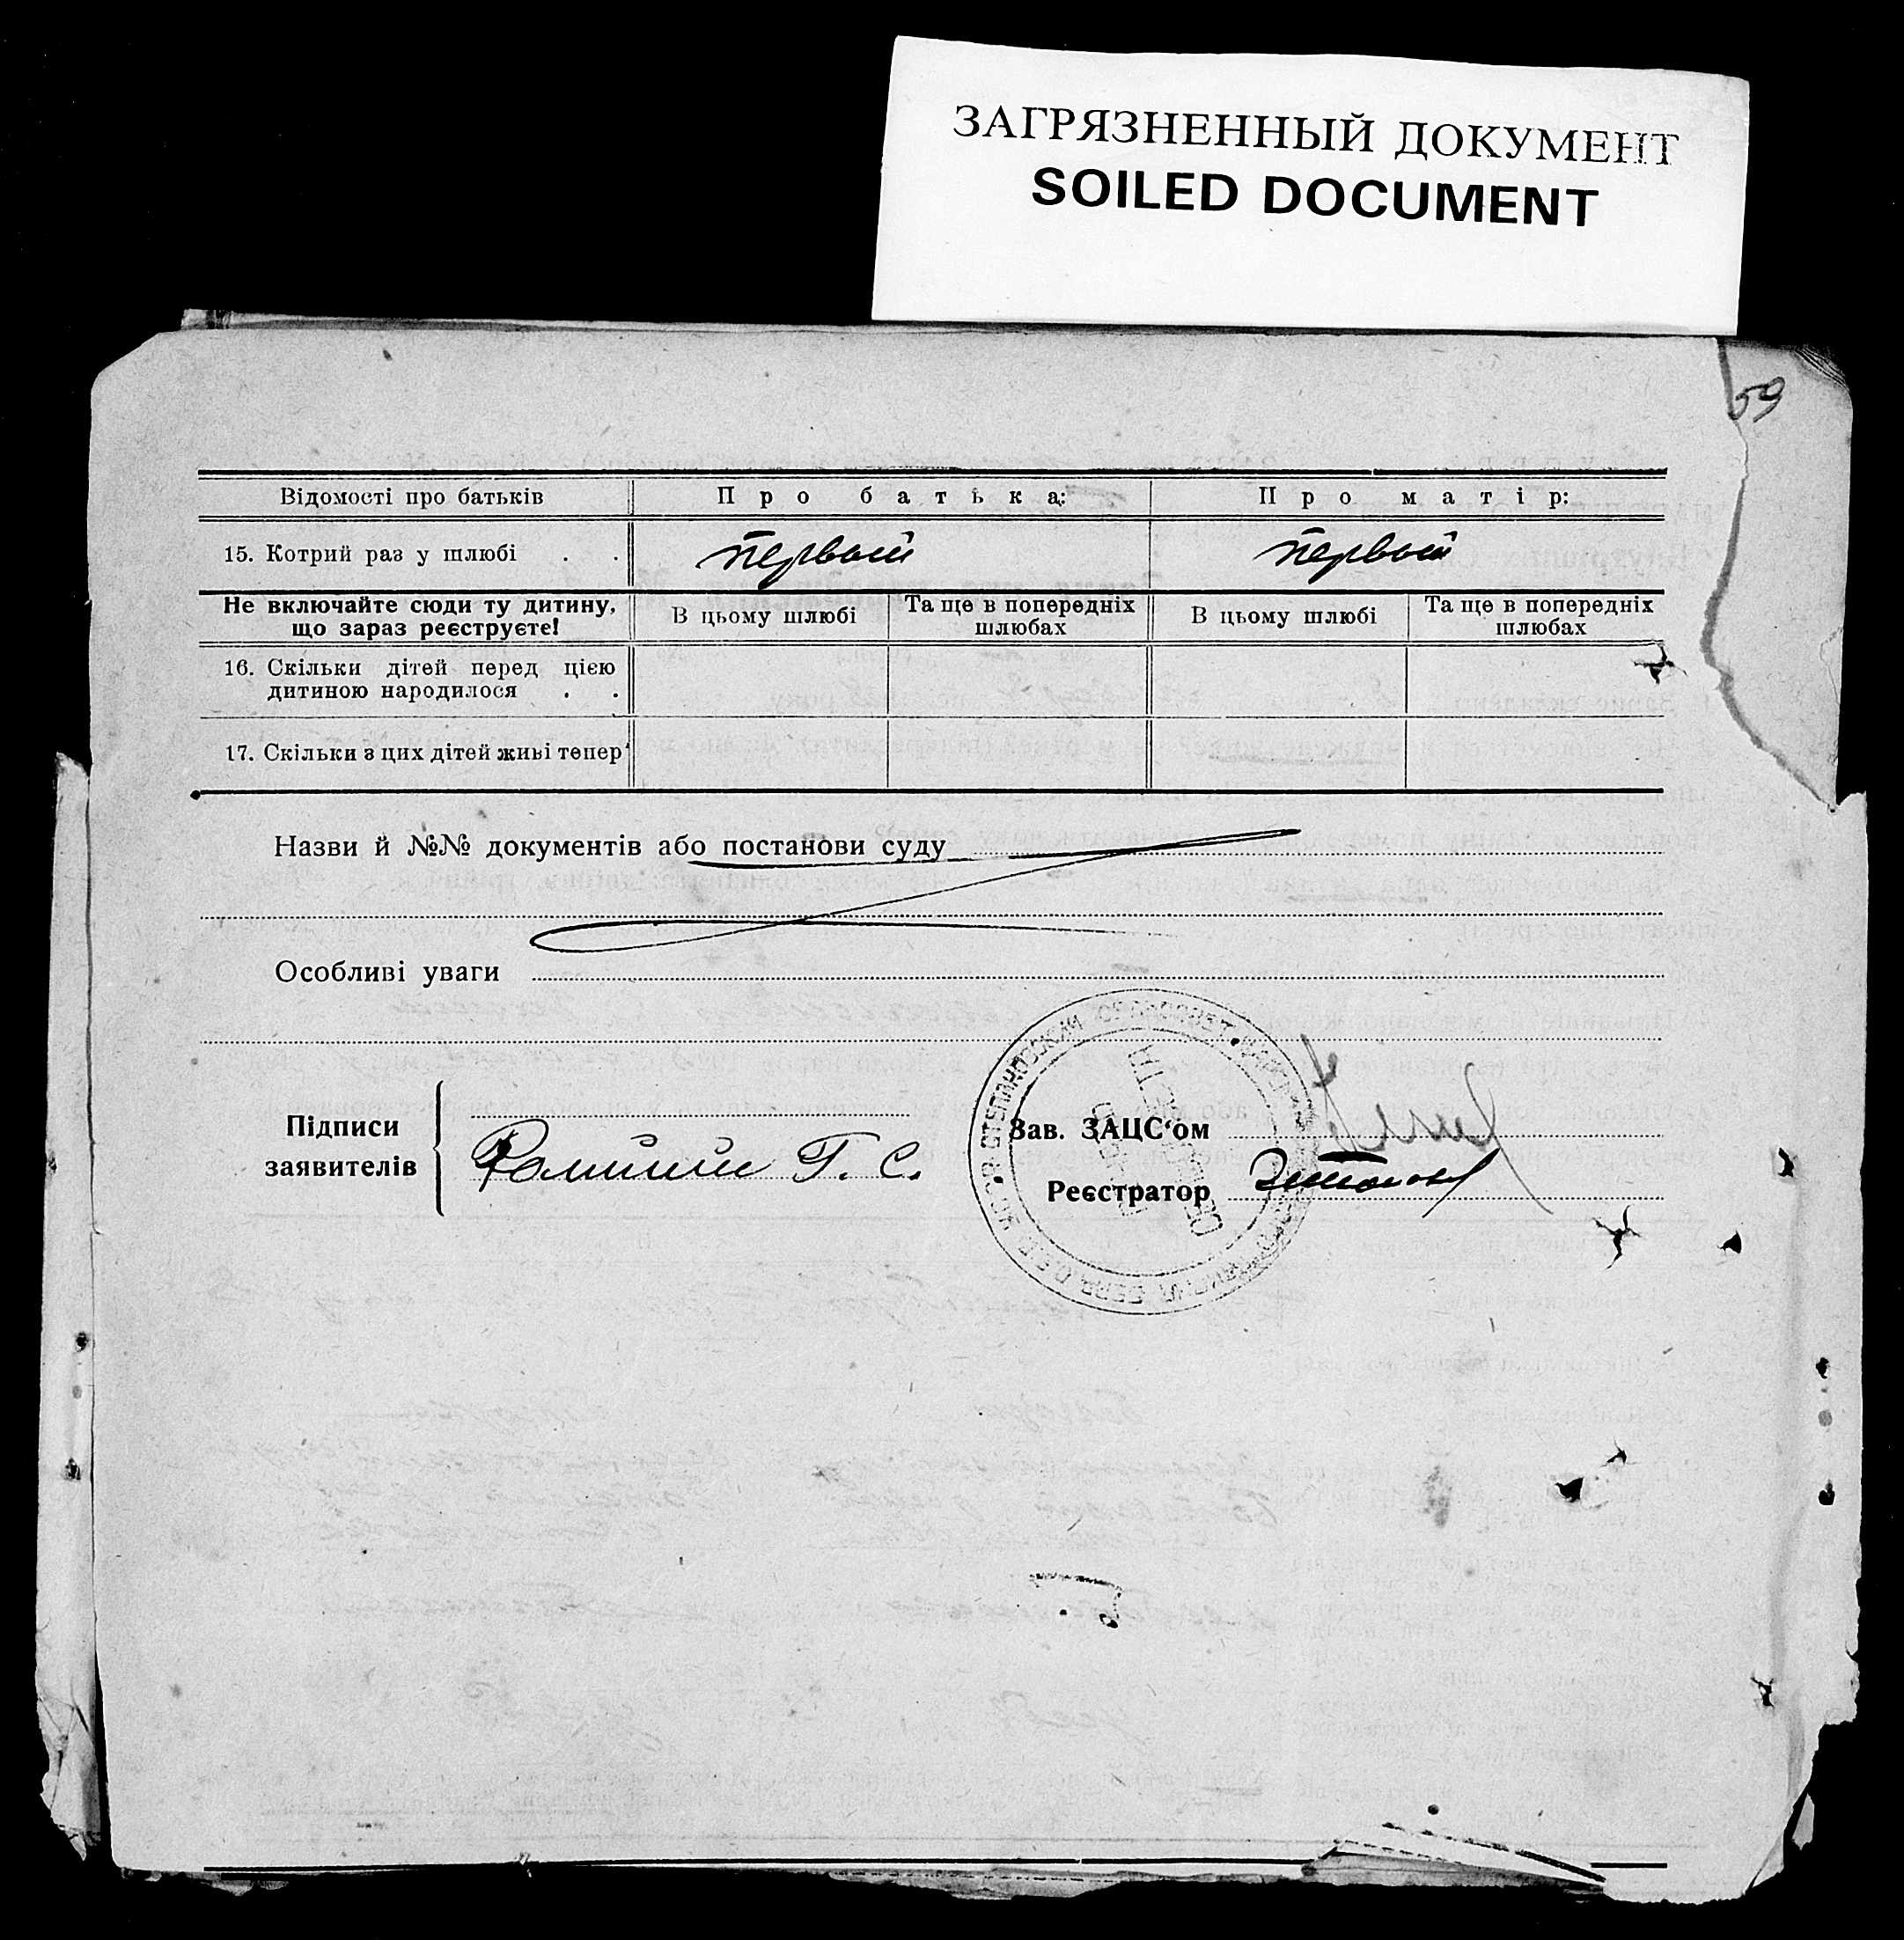 ЗАГРЯЗНЕННЫЙ ДОКУМЕНТ
SOILED DOCUMENT
59
Відомості про батьків Про батька: Про матір:
15. Котрий раз у шлюбі . . Первый Первый
Не включайте сюди ту дитину, що зараз реєструєте! В цьому шлюбі Та ще в попередніх шлюбах В цьому шлюбі Та ще в попередніх шлюбах
16. Скільки дітей перед цією
дитиною народилося . .
17. Скільки з цих дітей живі тепер
Назви й №№ документів або постанови суду
Особливі уваги
Підписи
заявителів
Г. С.
Зав. ЗАЦС'ом
Реєстратор